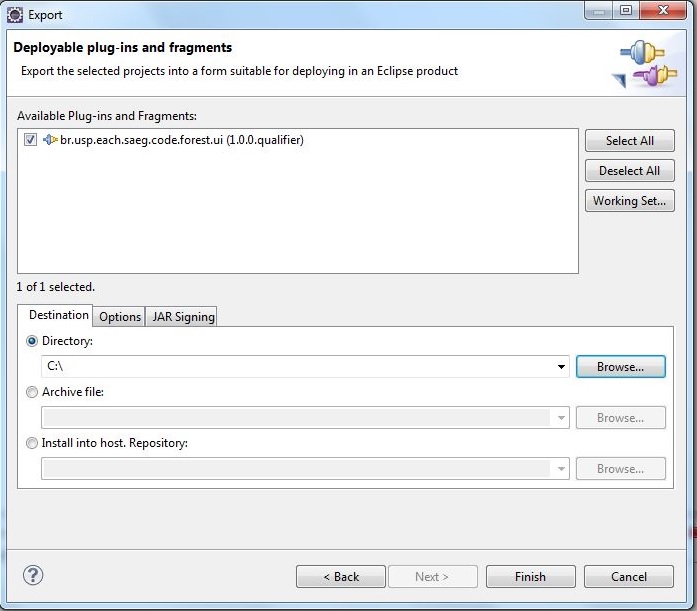 Export
Deployable plug-ins and fragments
Export the selected projects into a form suitable for deploying in an Eclipse product
Available Plug-ins and Fragments:
br.usp.each.saeg.code.forest.ui (1.0.0.qualifier)
Select All
Deselect All
Working Set...
1 of 1 selected.
Destination Options JAR Signing
Directory:
C:\ Browse...
Archive file:
Browse...
Install into host. Repository:
Browse...
? < Back Next > Finish Cancel